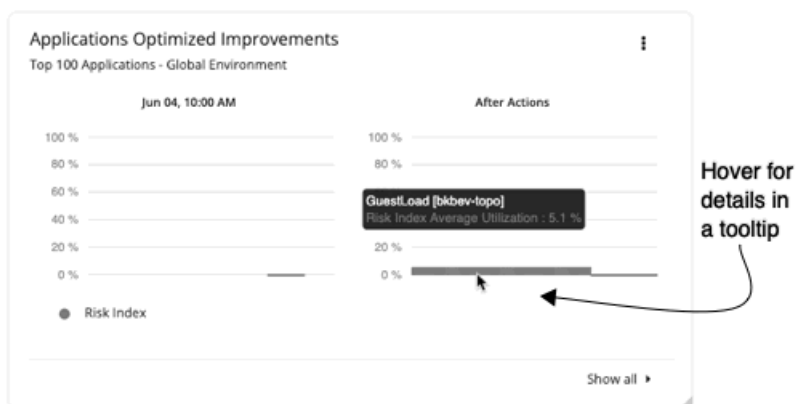 Applications Optimized Improvements
Top 100 Applications - Global Environment
Jun 04, 10:00 AM
100 %
80 %
60 %
40 %
20 %
0 %
Risk Index
After Actions
100 %
80 %
GuestLoad [bkbev-topo]
Risk Index Average Utilization : 5.1 %
20 %
0 %
Hover for
details in
a tooltip
Show all